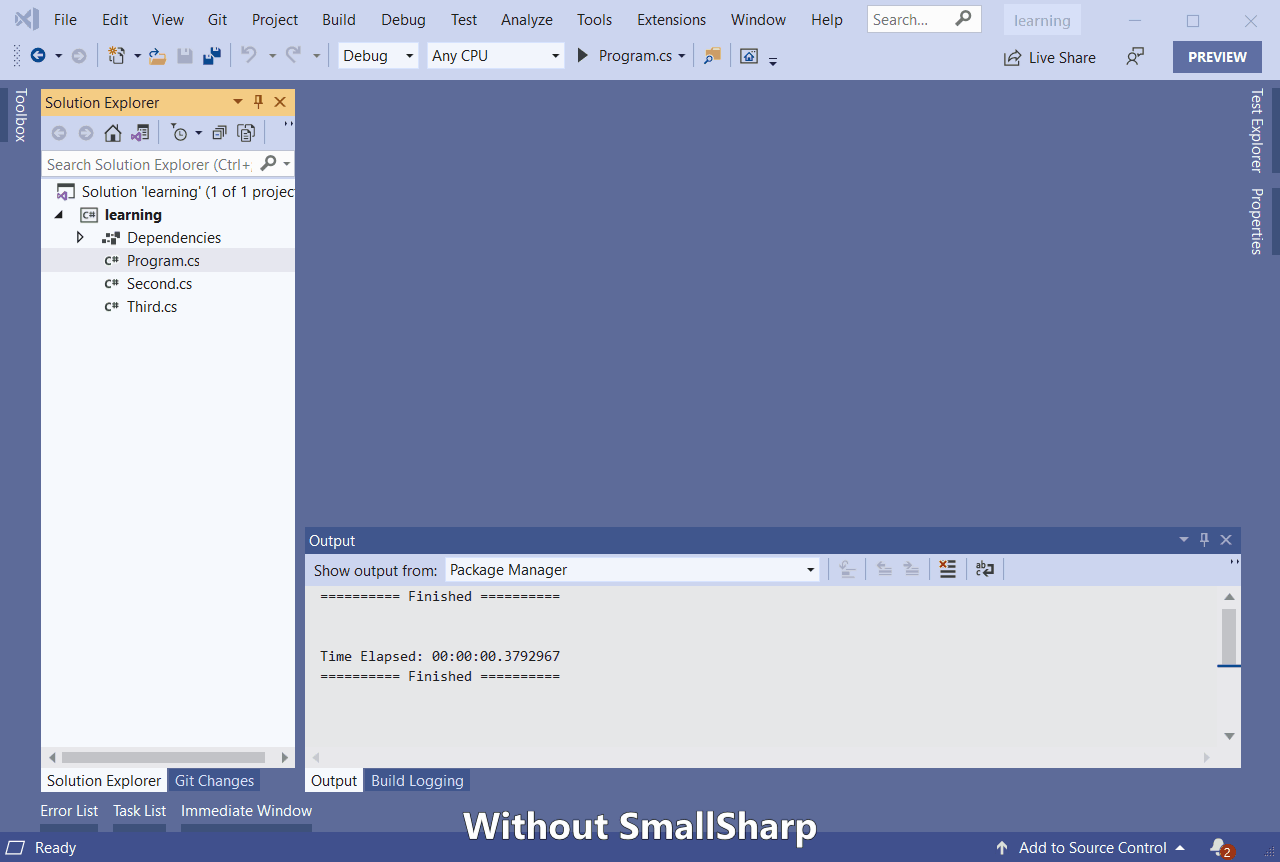 File Edit View Git Project Build Debug Test Analyze Tools Extensions Window Help Search... learning
Debug Any CPU Program.cs Live Share PREVIEW
Toolbox
Solution Explorer
Search Solution Explorer (Ctrl+
Solution 'learning' (1 of 1 projec
C# learning
Dependencies
C# Program.cs
C# Second.cs
C# Third.cs
Solution Explorer Git Changes
Output
Show output from: Package Manager
========== Finished ==========
Time Elapsed: 00:00:00.3792967
========== Finished ==========
Output Build Logging
Test Explorer
Properties
Error List Task List Immediate Window
Without SmallSharp
Ready Add to Source Control 2